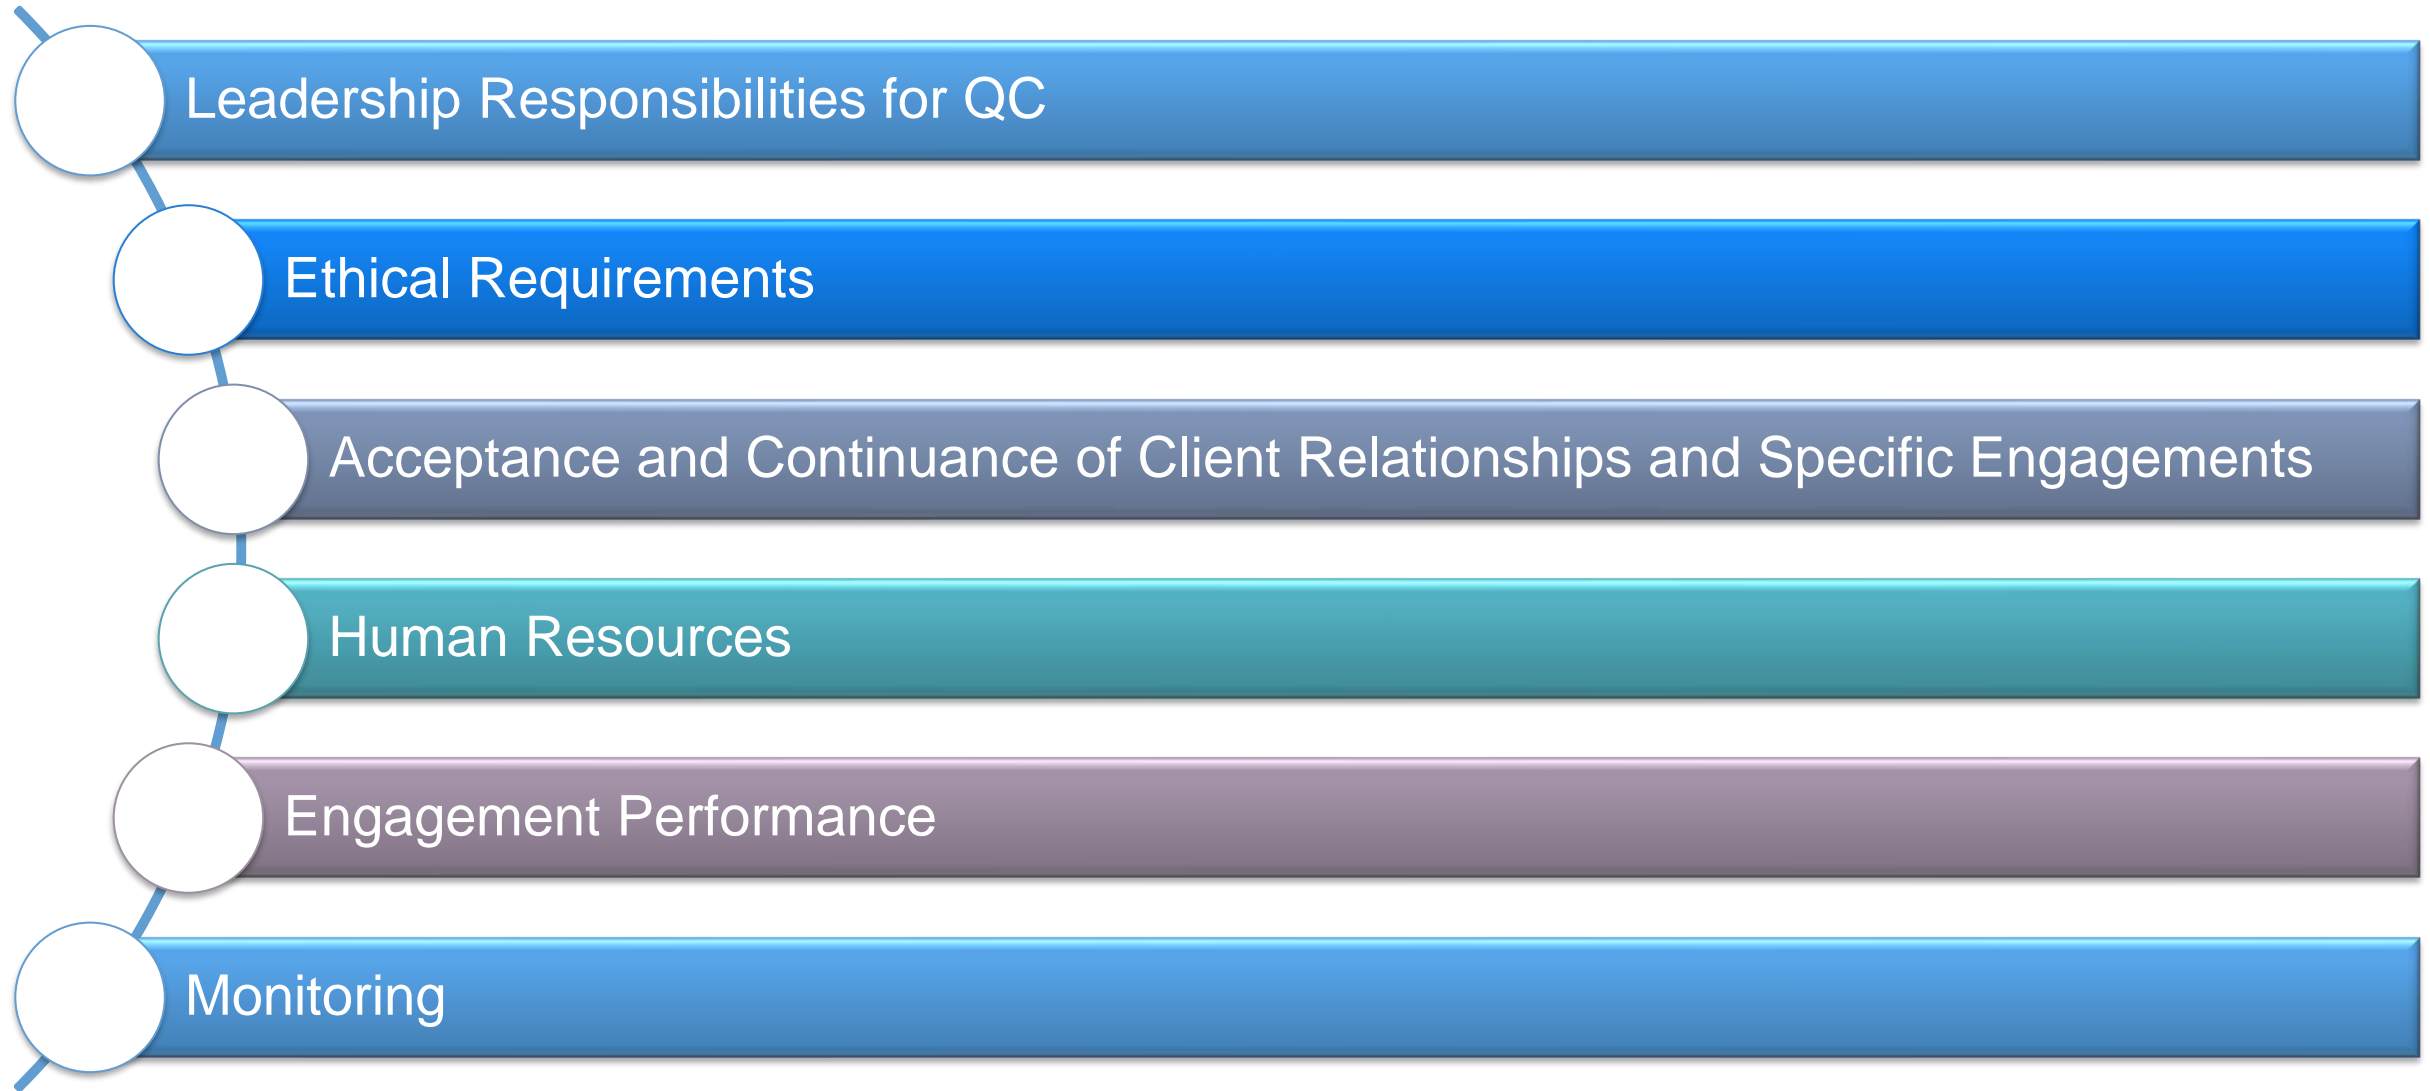 Leadership Responsibilities for QC
Ethical Requirements
Acceptance and Continuance of Client Relationships and Specific Engagements
Human Resources
Engagement Performance
Monitoring